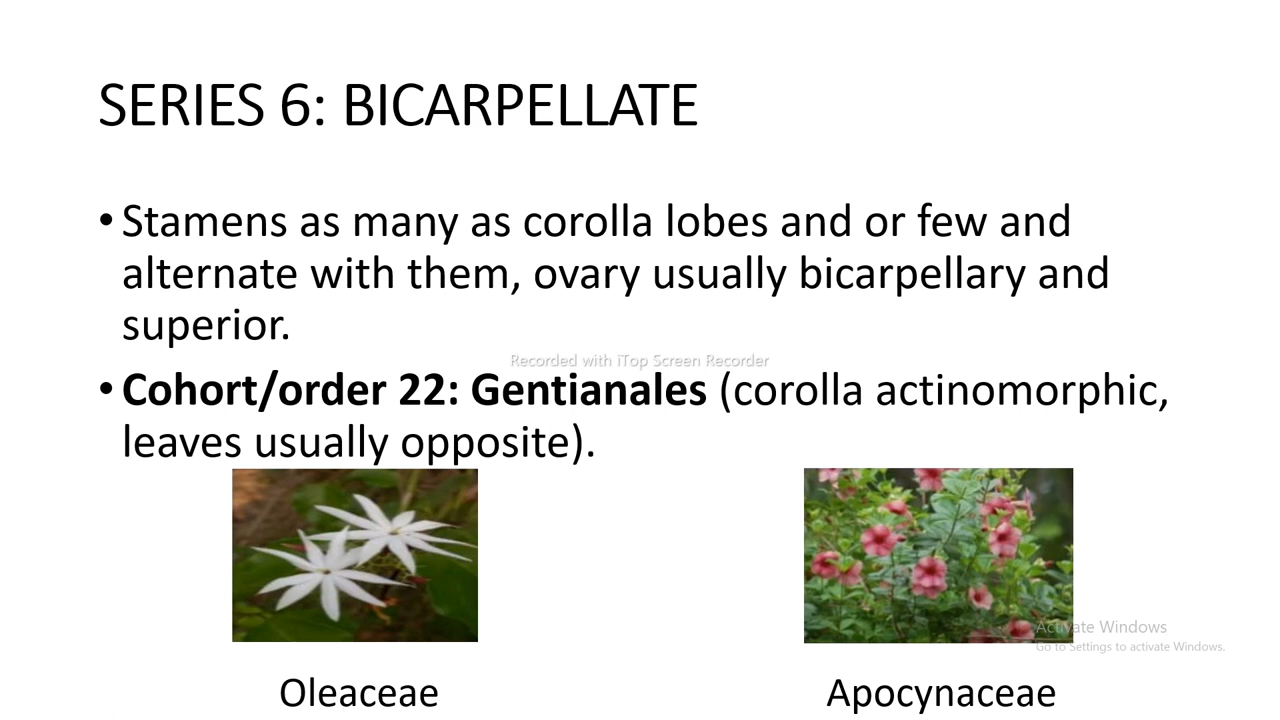 SERIES 6: BICARPELLATE
• Stamens as many as corolla lobes and or few and
alternate with them, ovary usually bicarpellary and
superior.
Recorded with iTop Screen Recorder
• Cohort/order 22: Gentianales (corolla actinomorphic,
leaves usually opposite).
Activate Windows
Go to Settings to activate Windows.
Oleaceae
Apocynaceae